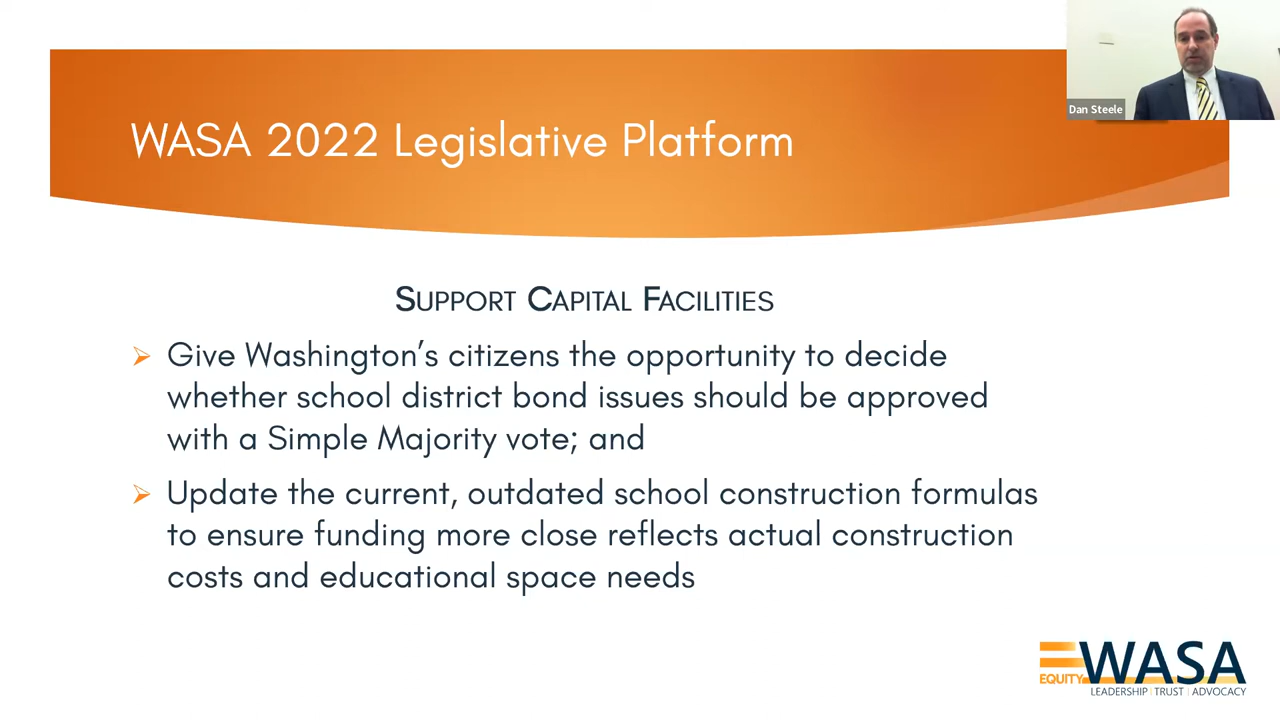 Dan Steele
WASA 2022 Legislative Platform
SUPPORT CAPITAL FACILITIES
Give Washington's citizens the opportunity to decide
whether school district bond issues should be approved
with a Simple Majority vote; and
Update the current, outdated school construction formulas
to ensure funding more close reflects actual construction
costs and educational space needs
EQUITY WASA
LEADERSHIP | TRUST | ADVOCACY